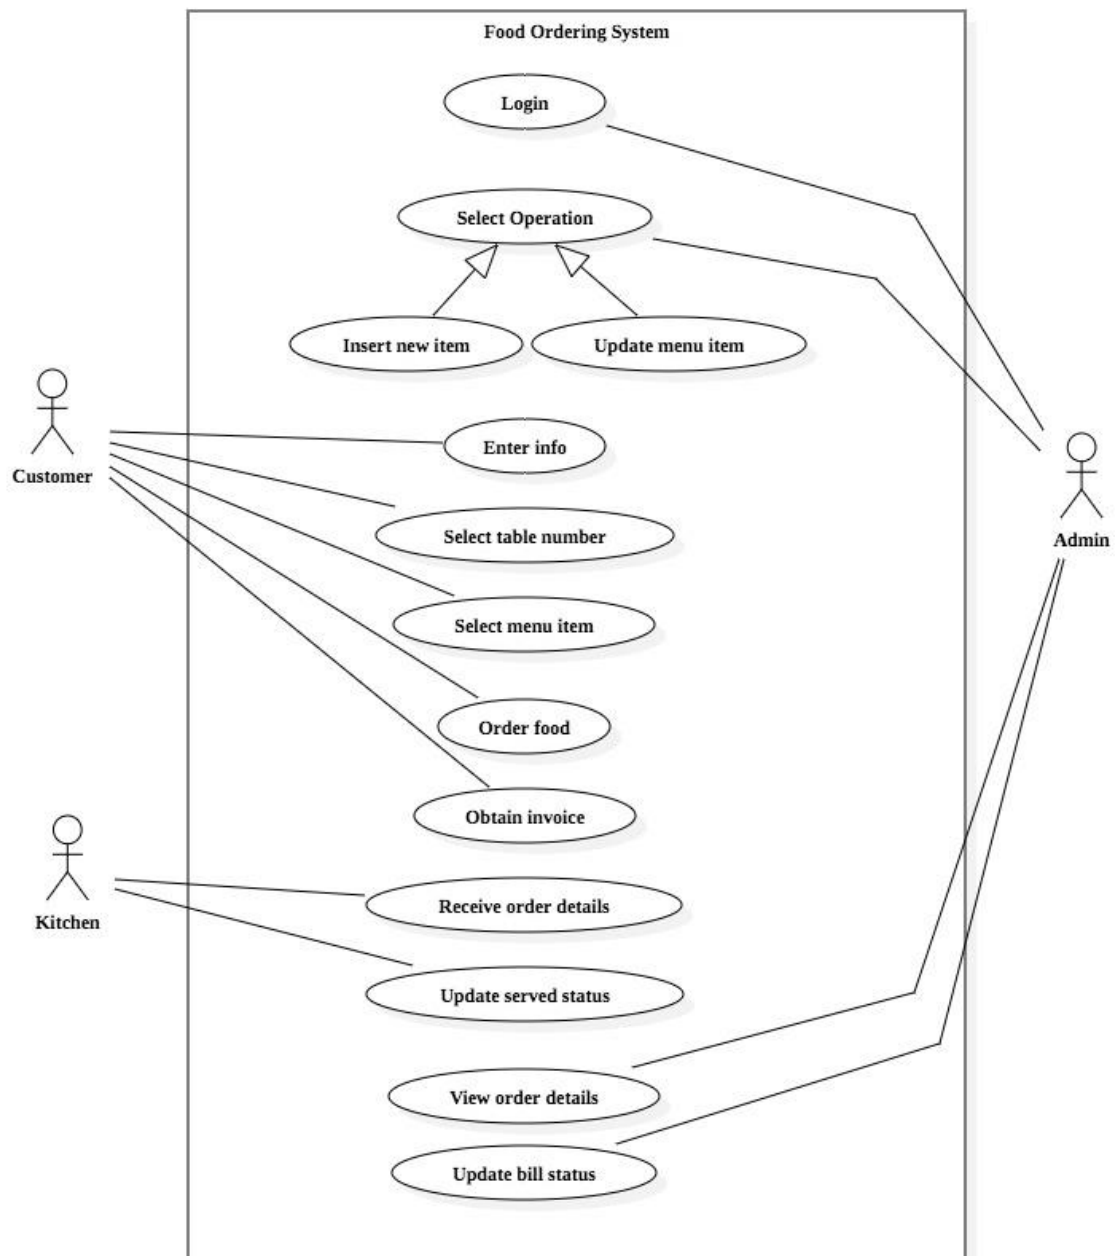 Food Ordering System
Login
Select Operation
Insert new item
Update menu item
Customer
Enter info
Select table number
Admin
Select menu item
Order food
Obtain invoice
Kitchen
Receive order details
Update served status
View order details
Update bill status